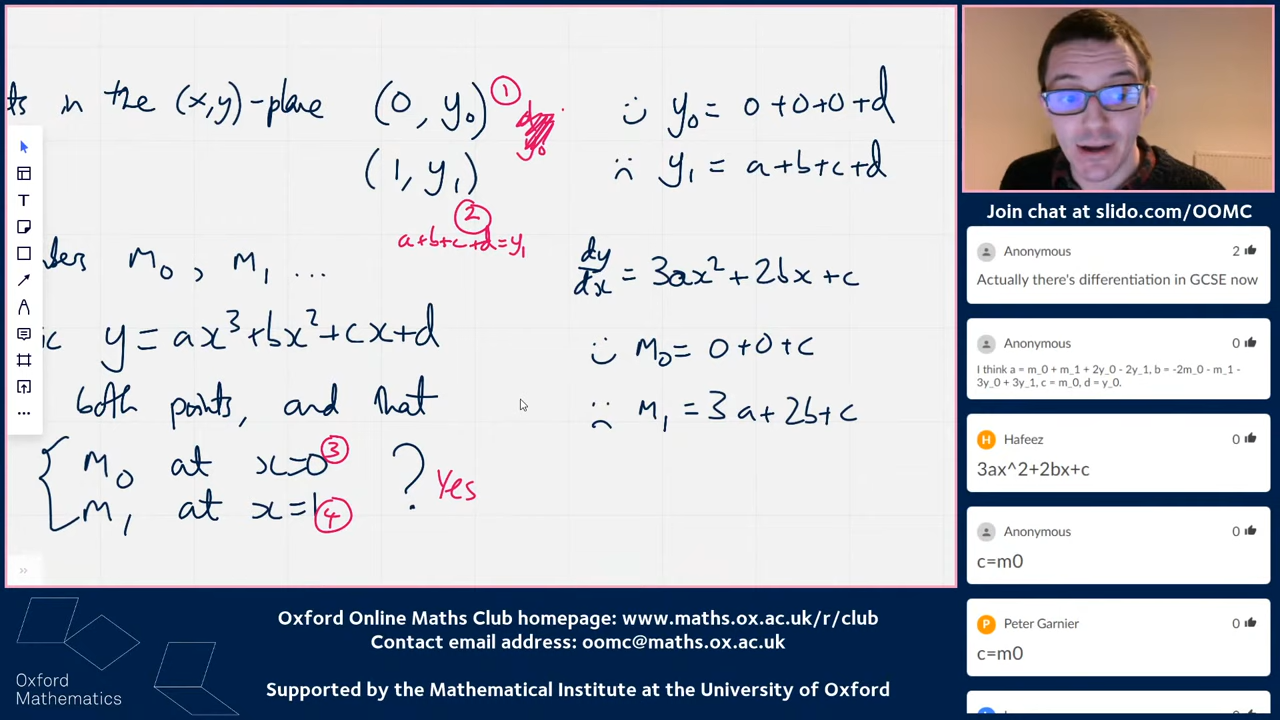 in the (x,y)-plane (0, y₀) ①
d y₀
(1, y₁)
②
a+b+c+d=y₁
M₀, M₁ ...
y = ax³+bx²+cx+d
both points, and that
{ M₀ at x=0 ③
M₁ at x=1 ④
? Yes
y₀ = 0+0+0+d
y₁ = a+b+c+d
dy/dx = 3ax²+2bx+c
M₀ = 0+0+c
M₁ = 3a+2b+c
T
A
...
>>
Join chat at slido.com/OOMC
Anonymous 2
Actually there's differentiation in GCSE now
Anonymous 0
I think a = m_0 + m_1 + 2y_0 - 2y_1, b = -2m_0 - m_1 -
3y_0 + 3y_1, c = m_0, d = y_0.
H Hafeez 0
3ax^2+2bx+c
Anonymous 0
c=m0
P Peter Garnier 0
c=m0
Oxford
Mathematics
Oxford Online Maths Club homepage: www.maths.ox.ac.uk/r/club
Contact email address: oomc@maths.ox.ac.uk
Supported by the Mathematical Institute at the University of Oxford